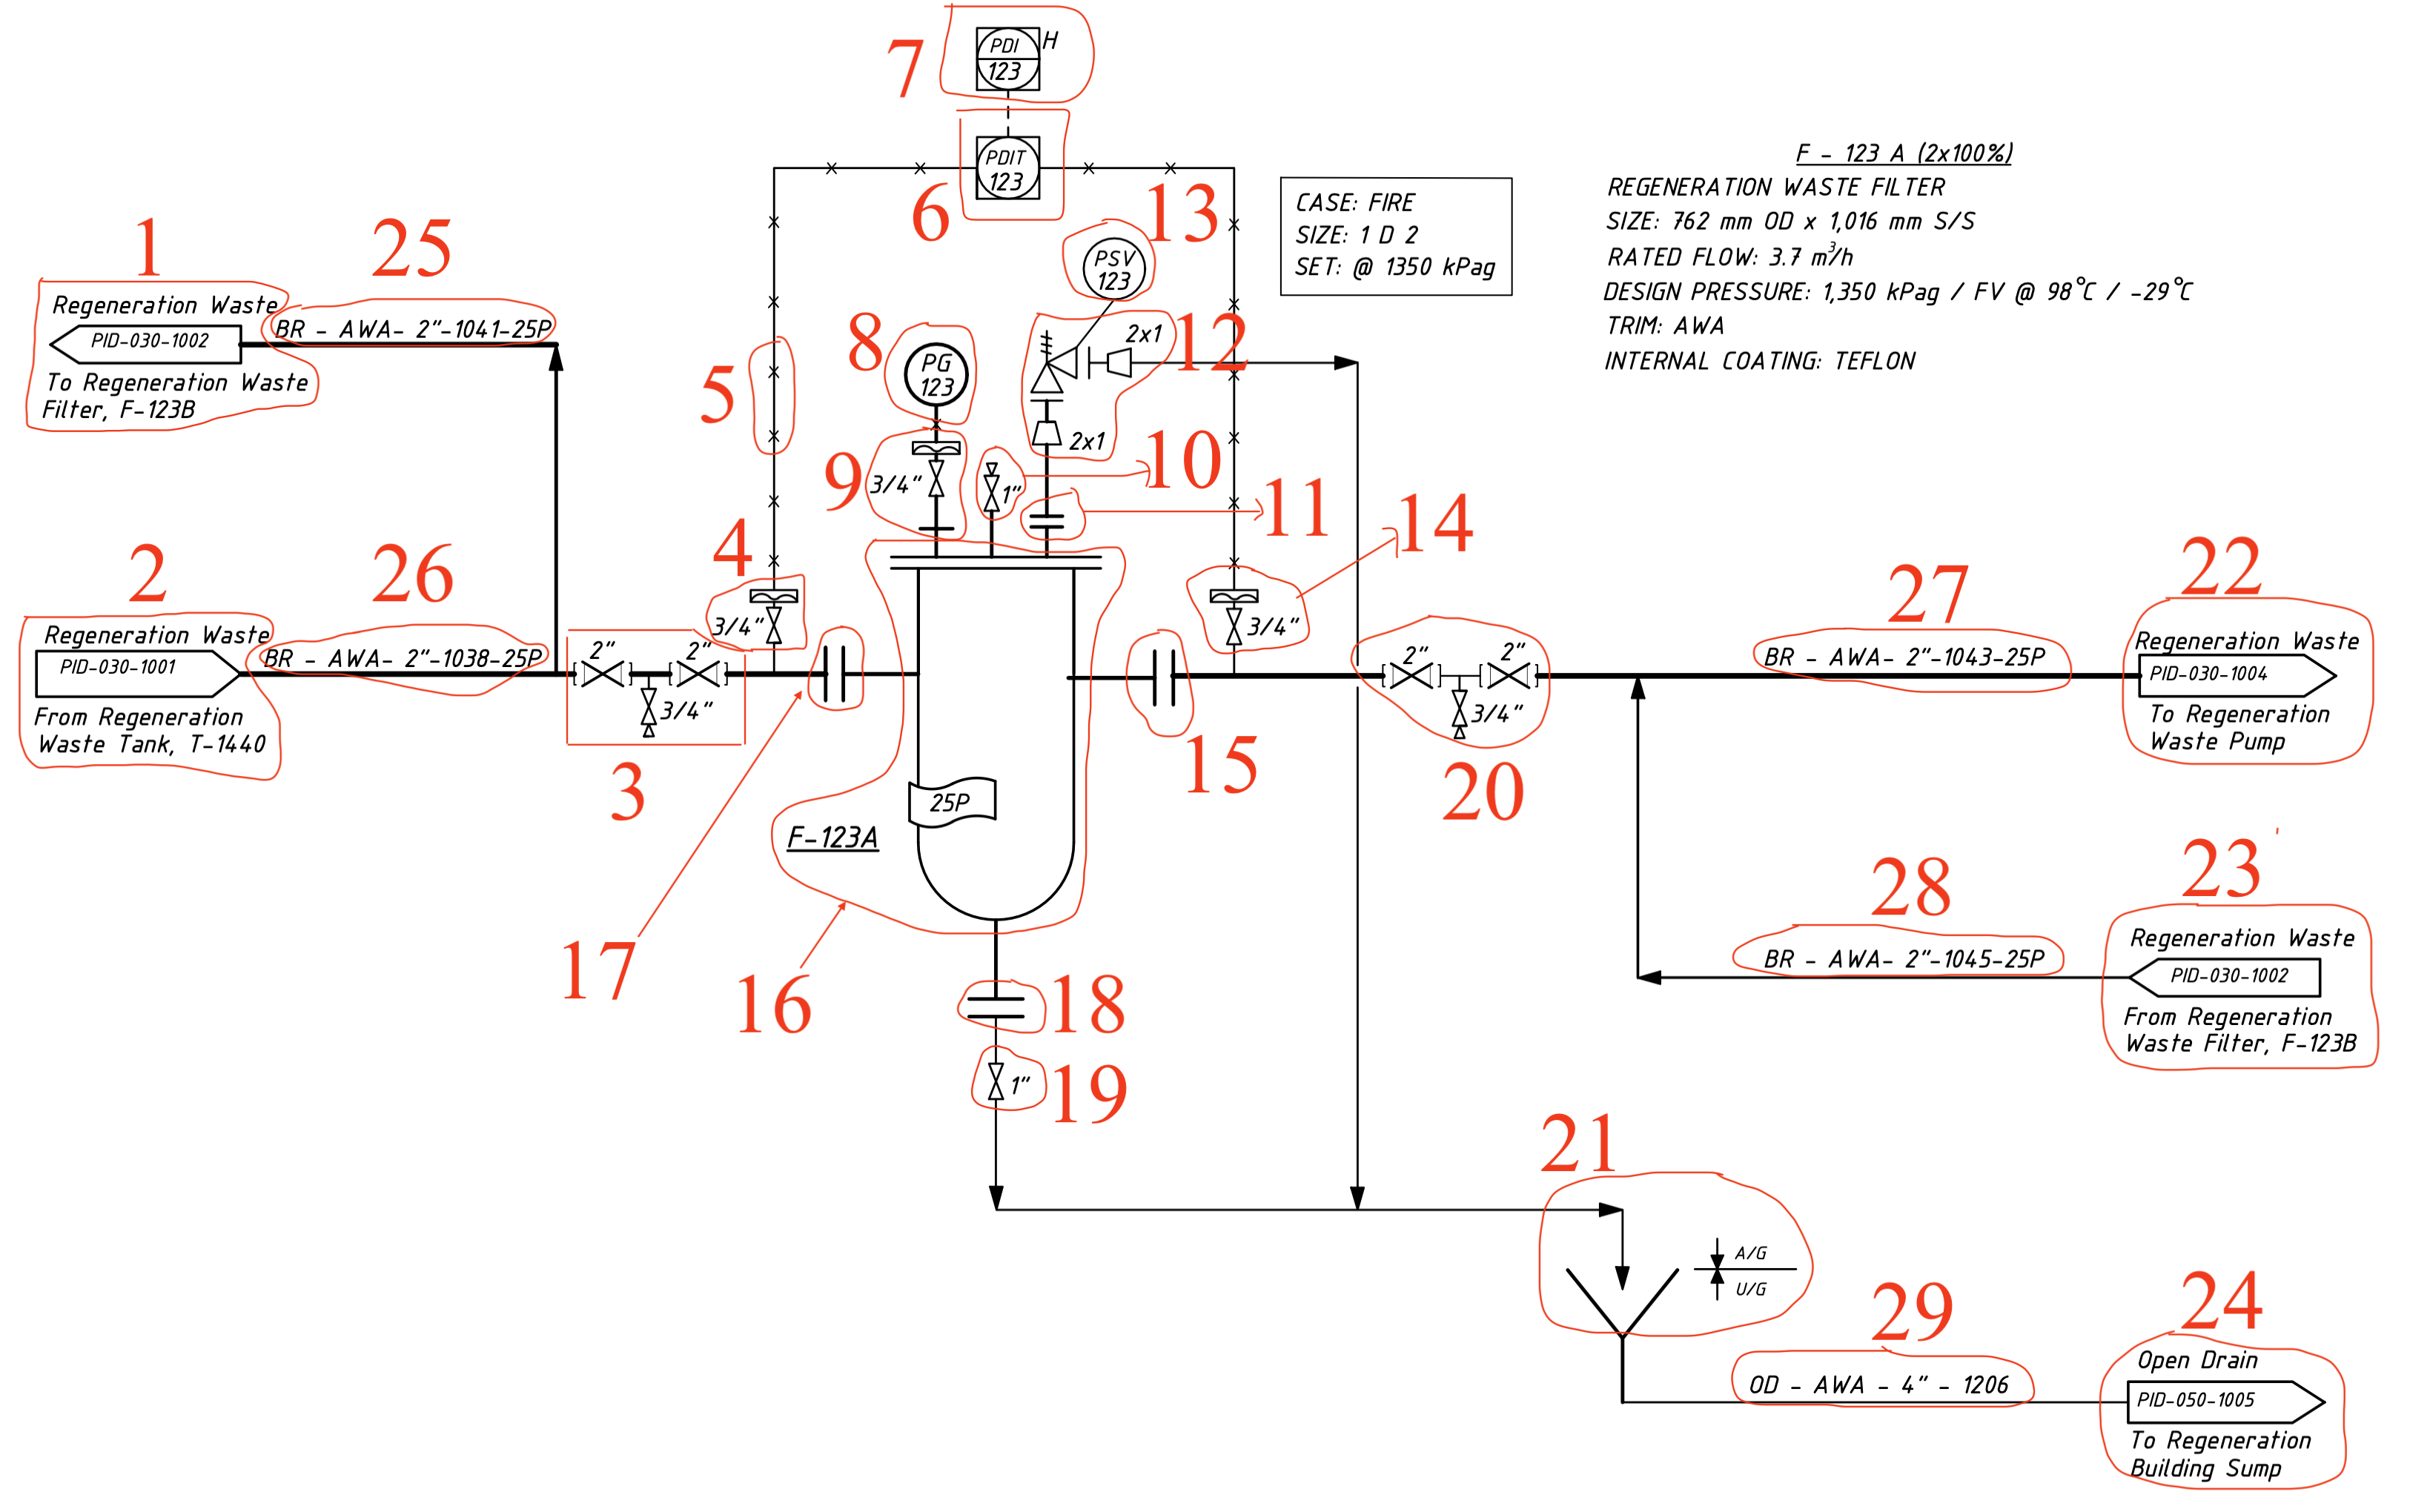 7
PDI
123
H
PDIT
123
6
13
PSV
123
CASE: FIRE
SIZE: 1 D 2
SET: @ 1350 kPag
F - 123 A (2x100%)
REGENERATION WASTE FILTER
SIZE: 762 mm OD x 1,016 mm S/S
RATED FLOW: 3.7 m³/h
DESIGN PRESSURE: 1,350 kPag / FV @ 98°C / -29°C
TRIM: AWA
INTERNAL COATING: TEFLON
1
25
Regeneration Waste
BR - AWA- 2"-1041-25P
PID-030-1002
To Regeneration Waste
Filter, F-123B
5
8
PG
123
2x1
12
2x1
9
3/4"
1"
10
11
14
2
26
Regeneration Waste
BR - AWA- 2"-1038-25P
PID-030-1001
From Regeneration
Waste Tank, T-1440
4
3/4"
2"
2"
3/4"
3
3/4"
15
2"
2"
3/4"
20
27
BR - AWA- 2"-1043-25P
22
Regeneration Waste
PID-030-1004
To Regeneration
Waste Pump
25P
F-123A
17
16
18
1"
19
28
BR - AWA- 2"-1045-25P
23
Regeneration Waste
PID-030-1002
From Regeneration
Waste Filter, F-123B
21
A/G
U/G
29
OD - AWA - 4" - 1206
24
Open Drain
PID-050-1005
To Regeneration
Building Sump